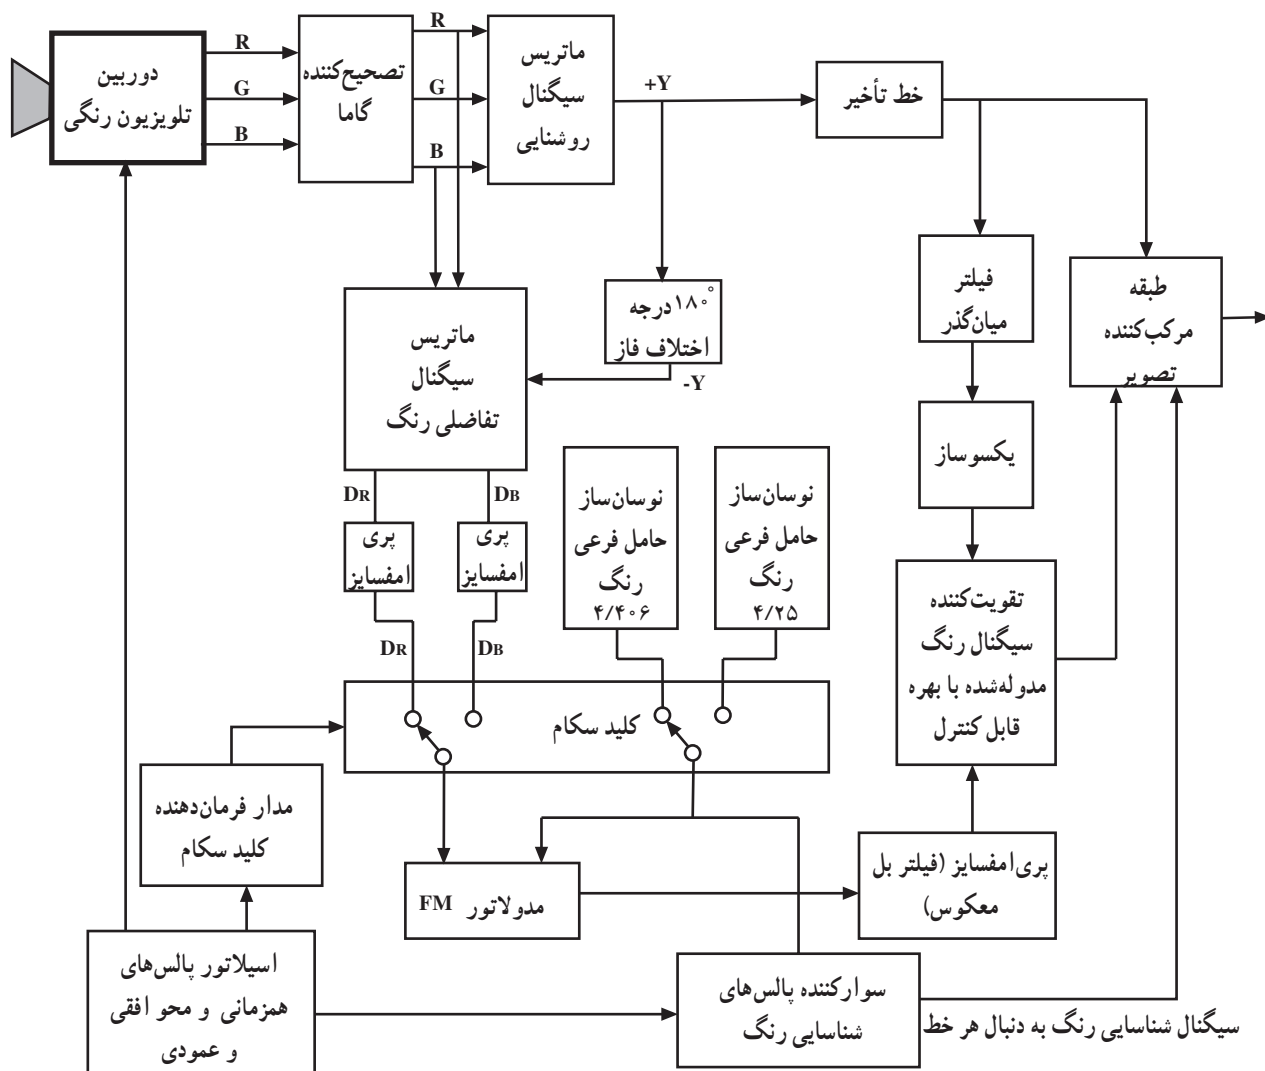 دوربین
تلویزیون رنگی
R
G
B
تصحیح‌کننده
گاما
R
G
B
ماتریس
سیگنال
روشنایی
+Y
خط تأخیر
فیلتر
میان‌گذر
طبقه
مرکب‌کننده
تصویر
۱۸۰° درجه
اختلاف فاز
-Y
ماتریس
سیگنال
تفاضلی رنگ
یکسوساز
DR
DB
پری
امفسایز
پری
امفسایز
نوسان‌ساز
حامل فرعی
رنگ
۴/۴۰۶
نوسان‌ساز
حامل فرعی
رنگ
۴/۲۵
تقویت‌کننده
سیگنال رنگ
مدوله‌شده با بهره
قابل کنترل
DR
DB
کلید سکام
مدار فرمان‌دهنده
کلید سکام
مدولاتور FM
پری‌امفسایز (فیلتر بل
معکوس)
اسیلاتور پالس‌های
همزمانی و محو افقی
و عمودی
سوارکننده پالس‌های
شناسایی رنگ
سیگنال شناسایی رنگ به دنبال هر خط